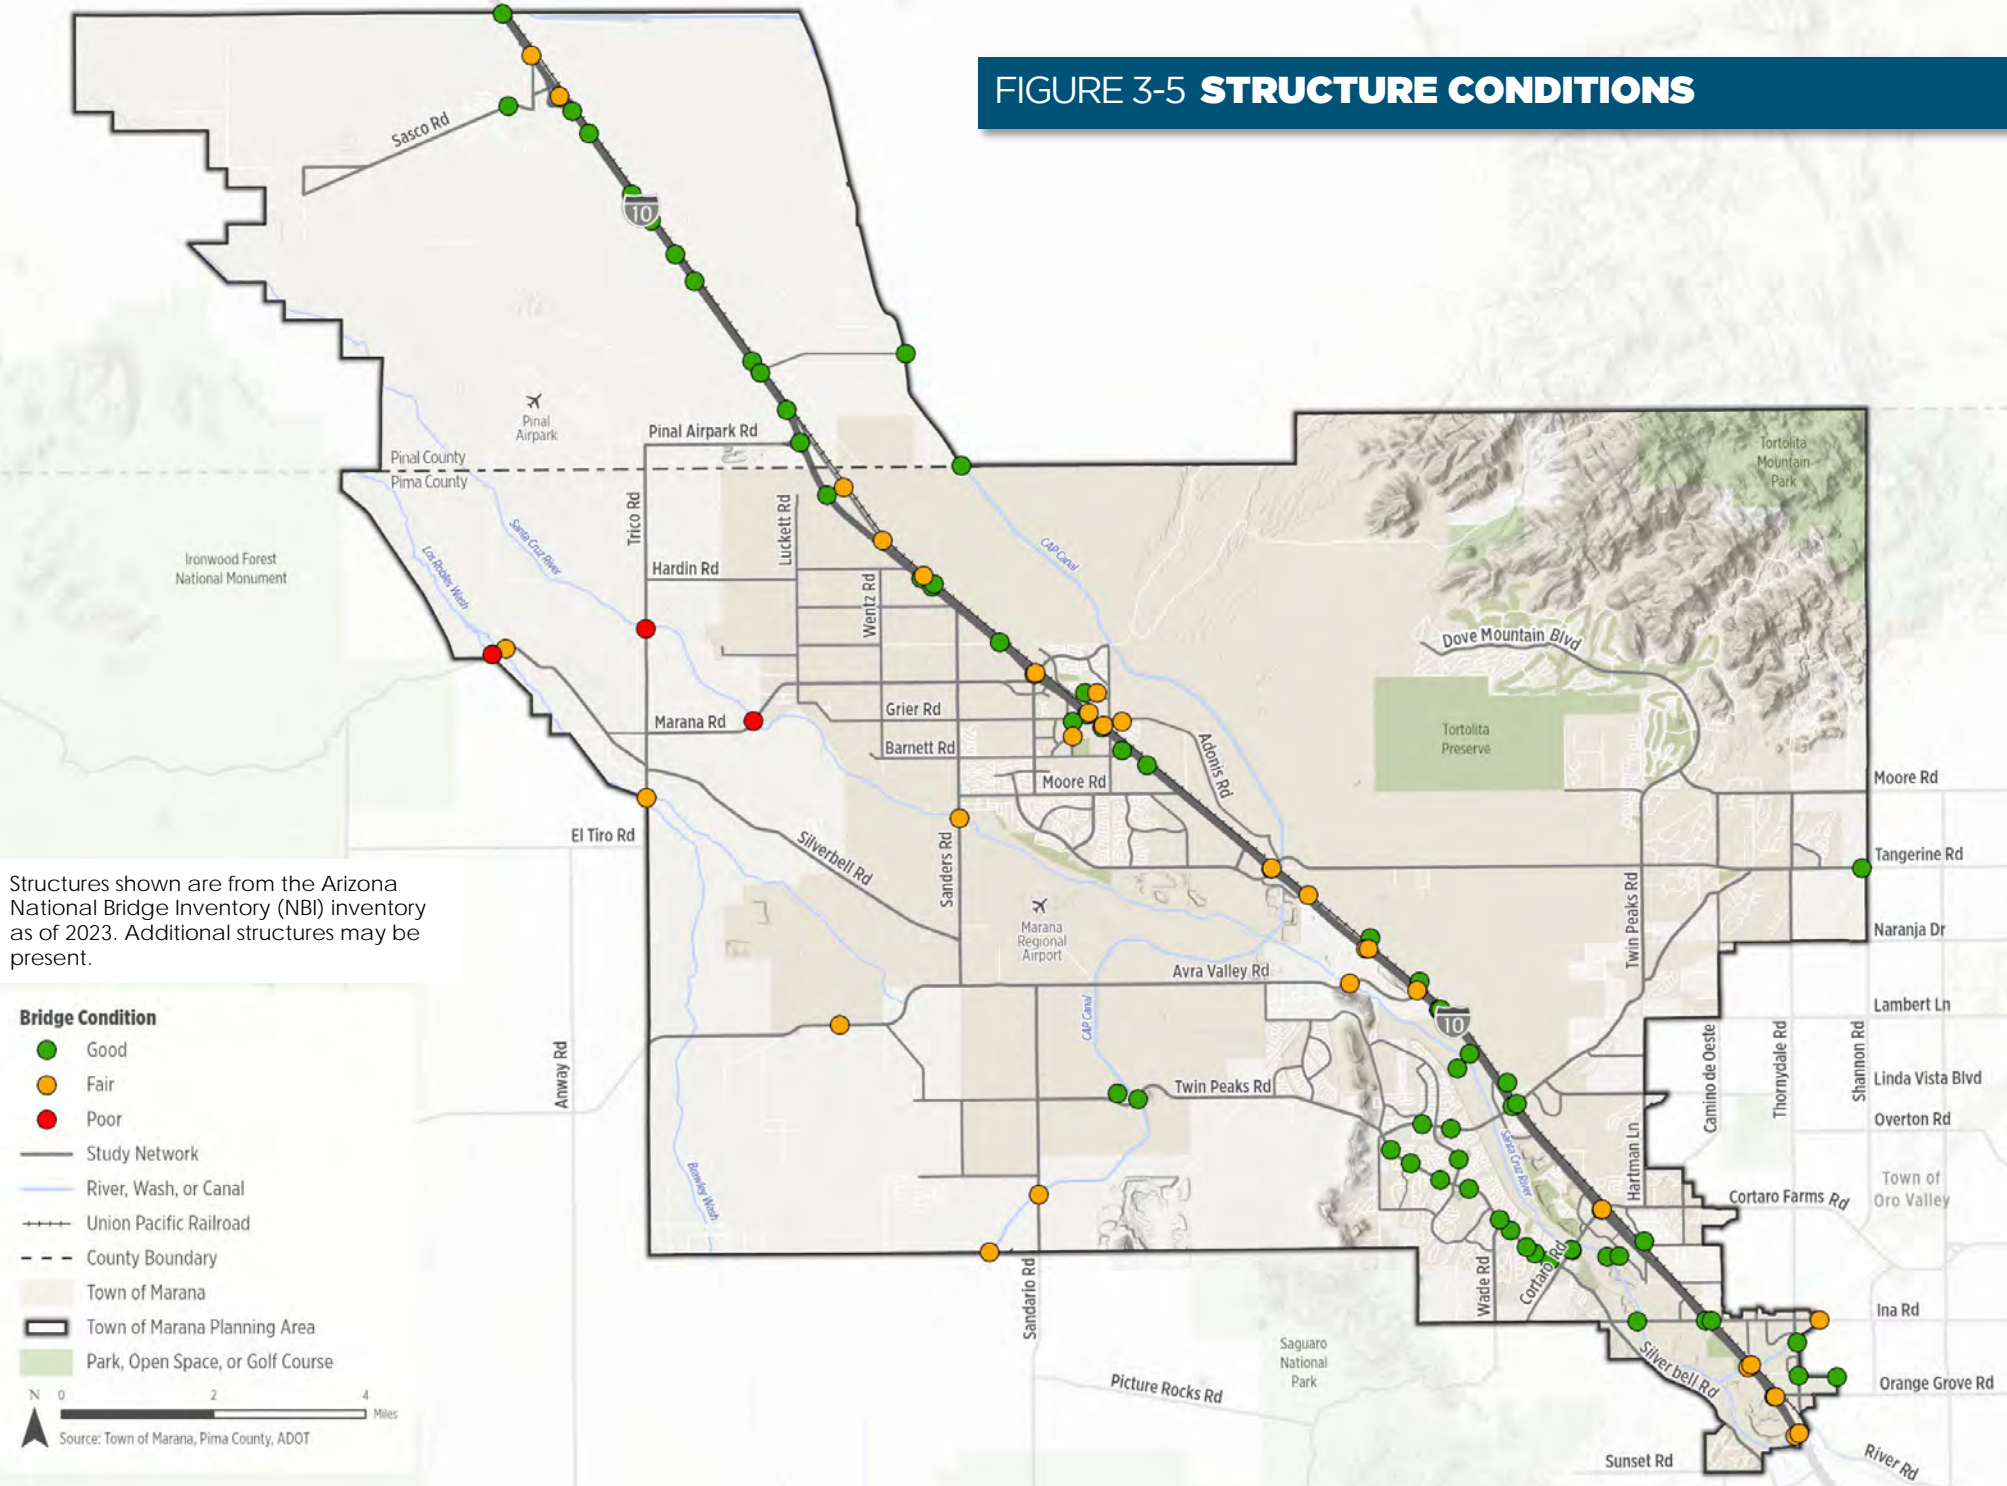 FIGURE 3-5 STRUCTURE CONDITIONS
Sasco Rd
10
Pinal
Airpark
Pinal Airpark Rd
Pinal County
Pima County
Tortolita
Mountain
Park
Trico Rd
Luckett Rd
Santa Cruz River
Los Robles Wash
CAP Canal
Ironwood Forest
National Monument
Hardin Rd
Wentz Rd
Dove Mountain Blvd
Marana Rd
Grier Rd
Barnett Rd
Adonis Rd
Tortolita
Preserve
Moore Rd
Moore Rd
El Tiro Rd
Silverbell Rd
Sanders Rd
Tangerine Rd
Twin Peaks Rd
Marana
Regional
Airport
Naranja Dr
Avra Valley Rd
CAP Canal
10
Lambert Ln
Camino de Oeste
Thornydale Rd
Shannon Rd
Anway Rd
Twin Peaks Rd
Linda Vista Blvd
Overton Rd
Santa Cruz River
Hartman Ln
Brawley Wash
Town of
Oro Valley
Cortaro Farms Rd
Sandario Rd
Wade Rd
Cortaro Rd
Ina Rd
Saguaro
National
Park
Silverbell Rd
Picture Rocks Rd
Orange Grove Rd
Sunset Rd
River Rd
Structures shown are from the Arizona
National Bridge Inventory (NBI) inventory
as of 2023. Additional structures may be
present.
Bridge Condition
Good
Fair
Poor
Study Network
River, Wash, or Canal
Union Pacific Railroad
County Boundary
Town of Marana
Town of Marana Planning Area
Park, Open Space, or Golf Course
N 0 2 4
Miles
Source: Town of Marana, Pima County, ADOT